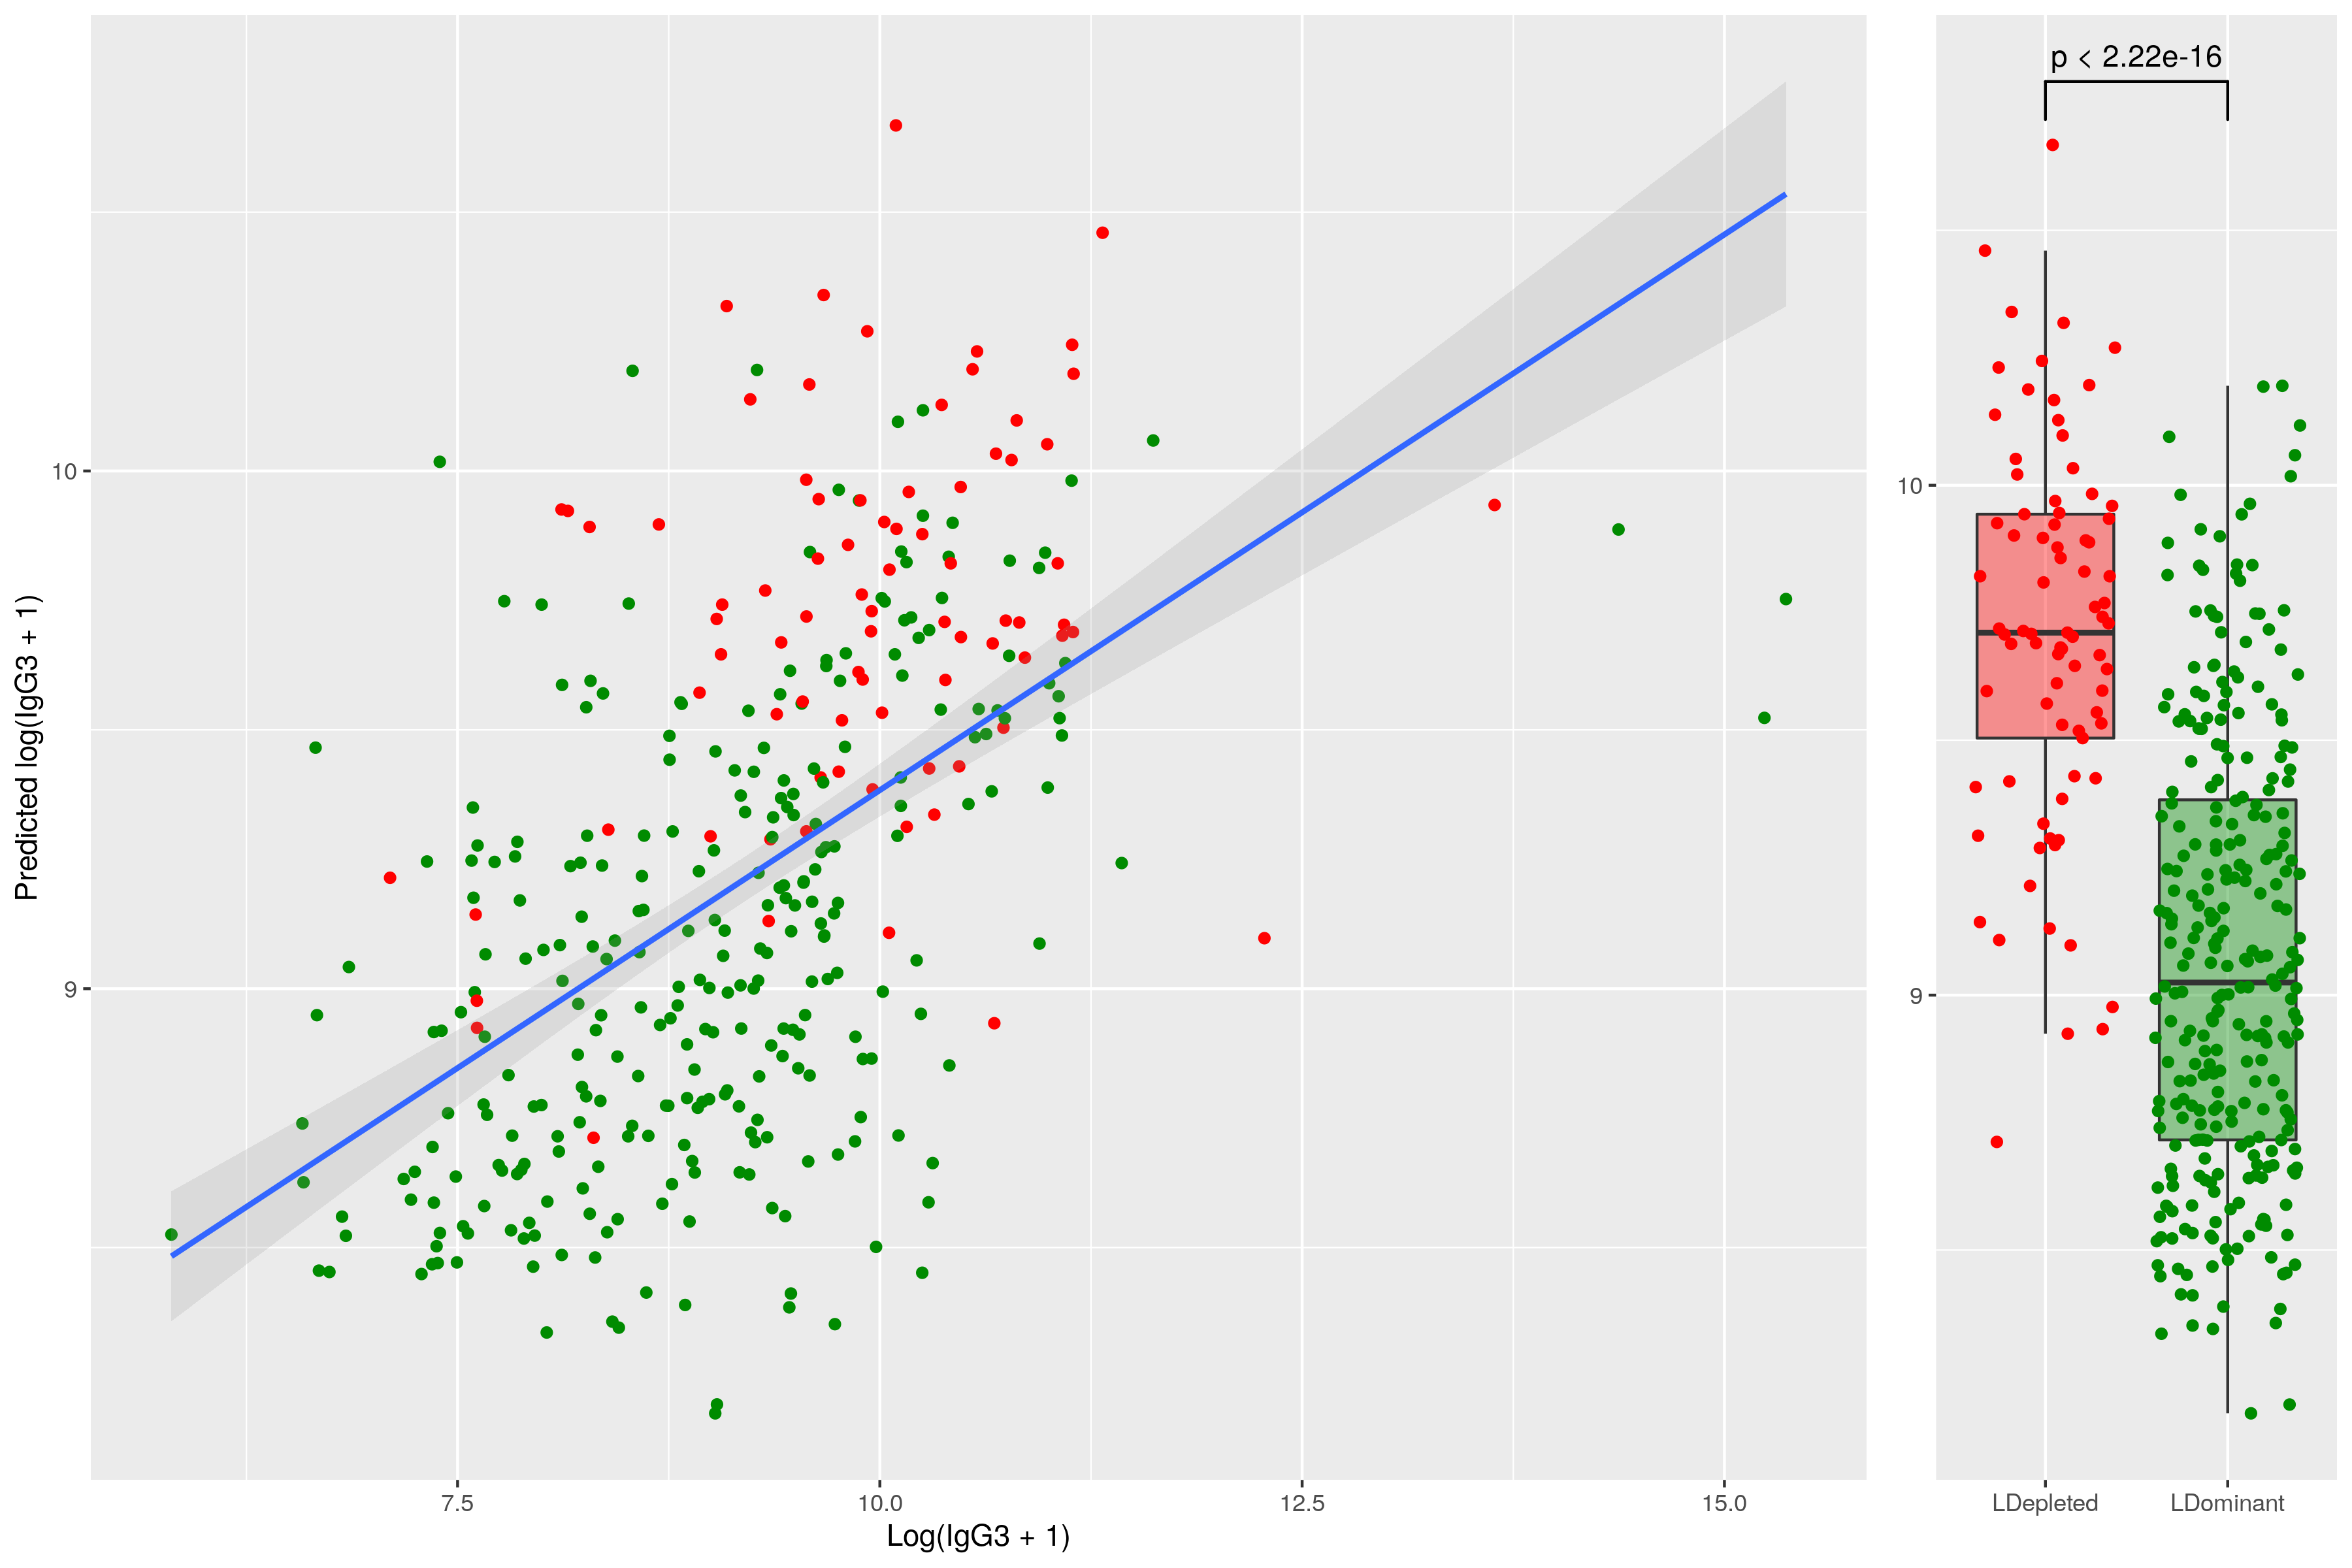 p < 2.22e-16
10
9
Predicted log(IgG3 + 1)
7.5
10.0
12.5
15.0
Log(IgG3 + 1)
10
9
LDepleted
LDominant